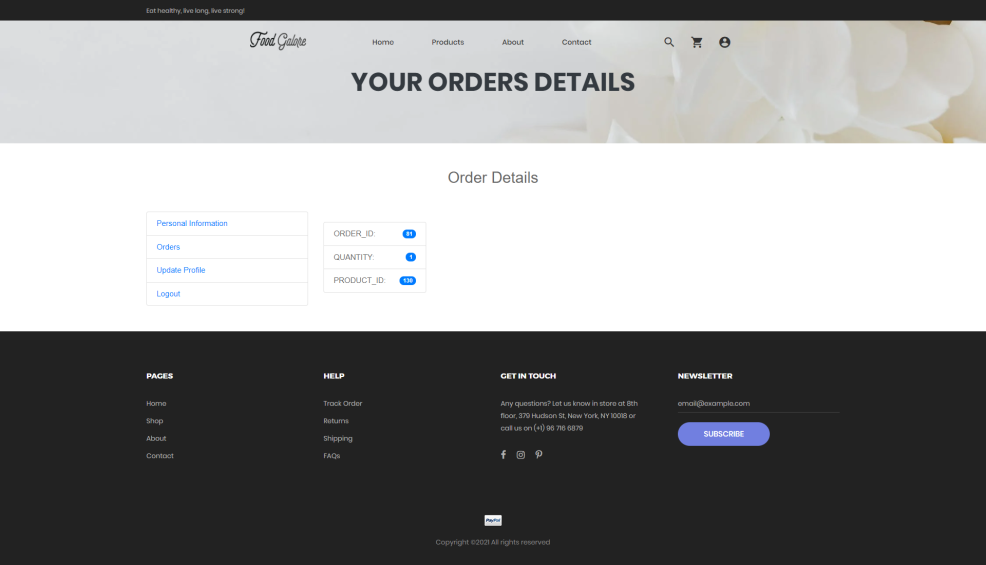 Eat healthy, live long, live strong!
Food Galore
Home Products About Contact
YOUR ORDERS DETAILS
Order Details
Personal Information
Orders
Update Profile
Logout
ORDER_ID: 81
QUANTITY: 1
PRODUCT_ID: 136
PAGES
Home
Shop
About
Contact
HELP
Track Order
Returns
Shipping
FAQs
GET IN TOUCH
Any questions? Let us know in store at 8th
floor, 379 Hudson St, New York, NY 10018 or
call us on (+1) 96 716 6879
NEWSLETTER
email@example.com
SUBSCRIBE
PayPal
Copyright ©2021 All rights reserved